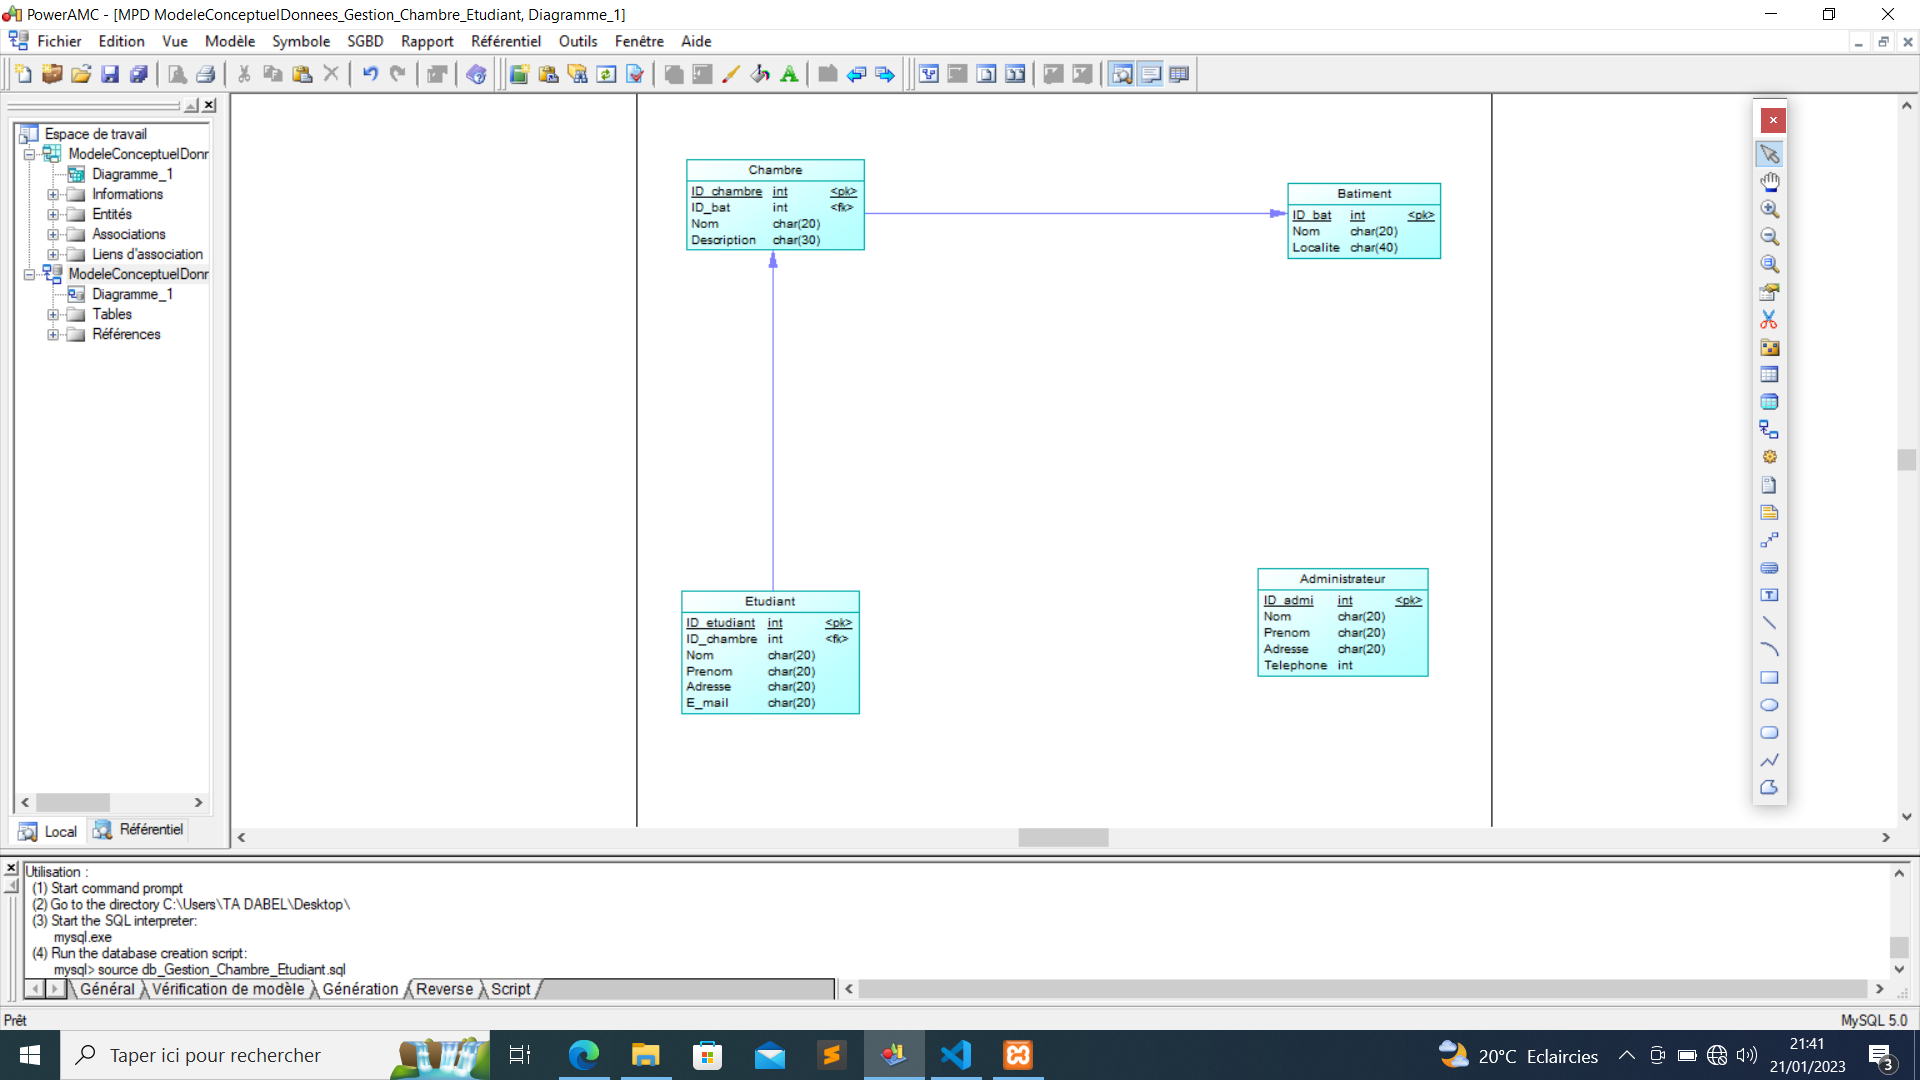 PowerAMC - [MPD ModeleConceptuelDonnees_Gestion_Chambre_Etudiant, Diagramme_1]
Fichier Edition Vue Modèle Symbole SGBD Rapport Référentiel Outils Fenêtre Aide
Espace de travail
ModeleConceptuelDonr
Diagramme_1
Informations
Entités
Associations
Liens d'association
ModeleConceptuelDonr
Diagramme_1
Tables
Références
Local Référentiel
Chambre
ID_chambre int <pk>
ID_bat int <fk>
Nom char(20)
Description char(30)
Batiment
ID_bat int <pk>
Nom char(20)
Localite char(40)
Etudiant
ID_etudiant int <pk>
ID_chambre int <fk>
Nom char(20)
Prenom char(20)
Adresse char(20)
E_mail char(20)
Administrateur
ID_admi int <pk>
Nom char(20)
Prenom char(20)
Adresse char(20)
Telephone int
Utilisation :
(1) Start command prompt
(2) Go to the directory C:\Users\TA DABEL\Desktop\
(3) Start the SQL interpreter:
mysql.exe
(4) Run the database creation script:
mysql> source db_Gestion_Chambre_Etudiant.sql
Général Vérification de modèle Génération Reverse Script
Prêt
MySQL 5.0
Taper ici pour rechercher
20°C Eclaircies
21:41
21/01/2023
3